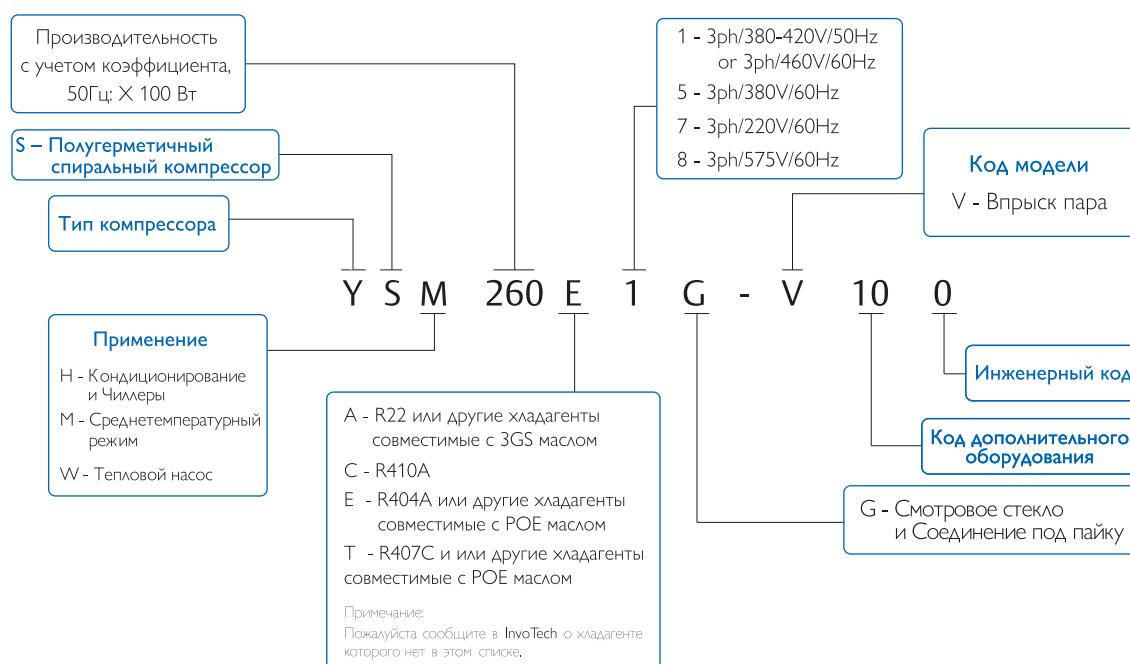 Производительность
с учетом коэффициента,
50Гц: X 100 Вт
S – Полугерметичный
спиральный компрессор
Тип компрессора
1 - 3ph/380-420V/50Hz
or 3ph/460V/60Hz
5 - 3ph/380V/60Hz
7 - 3ph/220V/60Hz
8 - 3ph/575V/60Hz
Код модели
V - Впрыск пара
Y S M 260 E 1 G - V 10 0
Применение
H - Кондиционирование
и Чиллеры
M - Среднетемпературный
режим
W - Тепловой насос
A - R22 или другие хладагенты
совместимые с 3GS маслом
C - R410A
E - R404A или другие хладагенты
совместимые с POE маслом
T - R407C и или другие хладагенты
совместимые с POE маслом
Примечание:
Пожалуйста сообщите в InvoTech о хладагенте
которого нет в этом списке.
Инженерный код
Код дополнительного
оборудования
G - Смотровое стекло
и Соединение под пайку